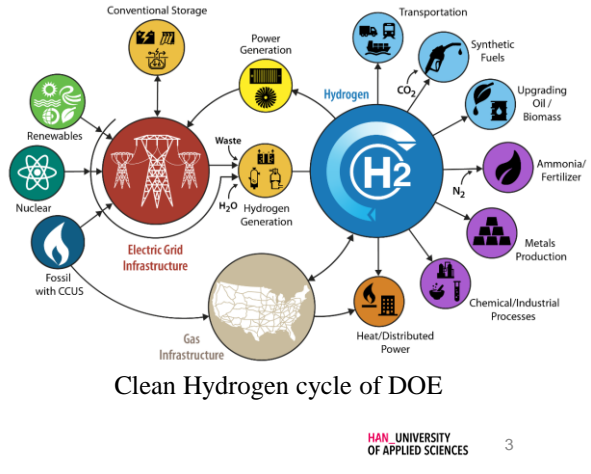 Conventional Storage
Power
Generation
Transportation
Hydrogen
Synthetic
Fuels
CO2
Renewables
Upgrading
Oil /
Biomass
Waste
H2
Nuclear
H2O
Hydrogen
Generation
N2
Ammonia/
Fertilizer
Electric Grid
Infrastructure
Metals
Production
Fossil
with CCUS
Chemical/Industrial
Processes
Gas
Infrastructure
Heat/Distributed
Power
Clean Hydrogen cycle of DOE
HAN_UNIVERSITY
OF APPLIED SCIENCES
3